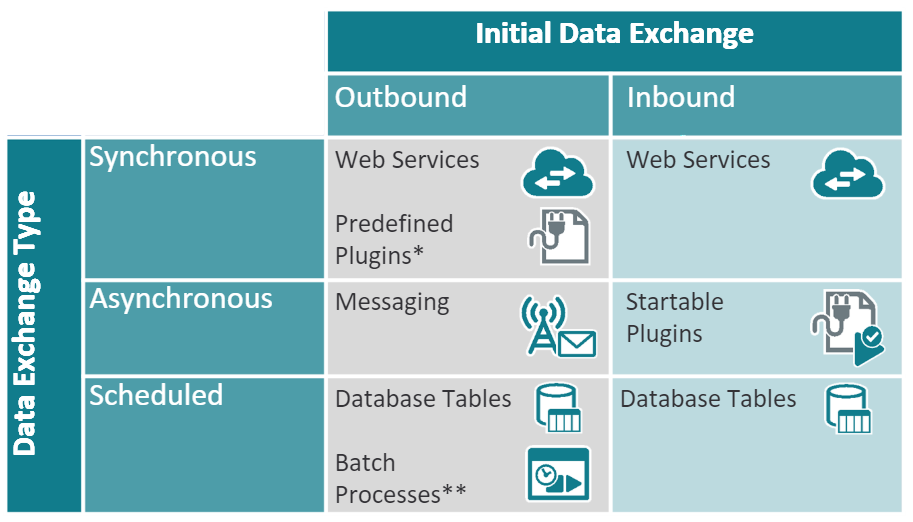 Initial Data Exchange
Outbound
Inbound
Data Exchange Type
Synchronous
Web Services
Predefined
Plugins*
Web Services
Asynchronous
Messaging
Startable
Plugins
Scheduled
Database Tables
Batch
Processes**
Database Tables